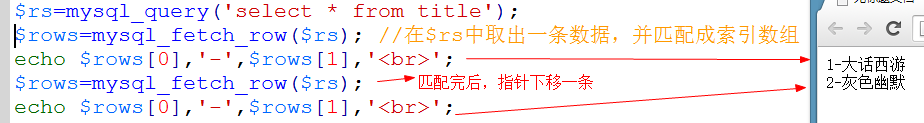 $rs=mysql_query('select * from title');
$rows=mysql_fetch_row($rs); //在$rs中取出一条数据，并匹配成索引数组
echo $rows[0],'-',$rows[1],'<br>';
1-大话西游
2-灰色幽默
$rows=mysql_fetch_row($rs);
匹配完后，指针下移一条
echo $rows[0],'-',$rows[1],'<br>';